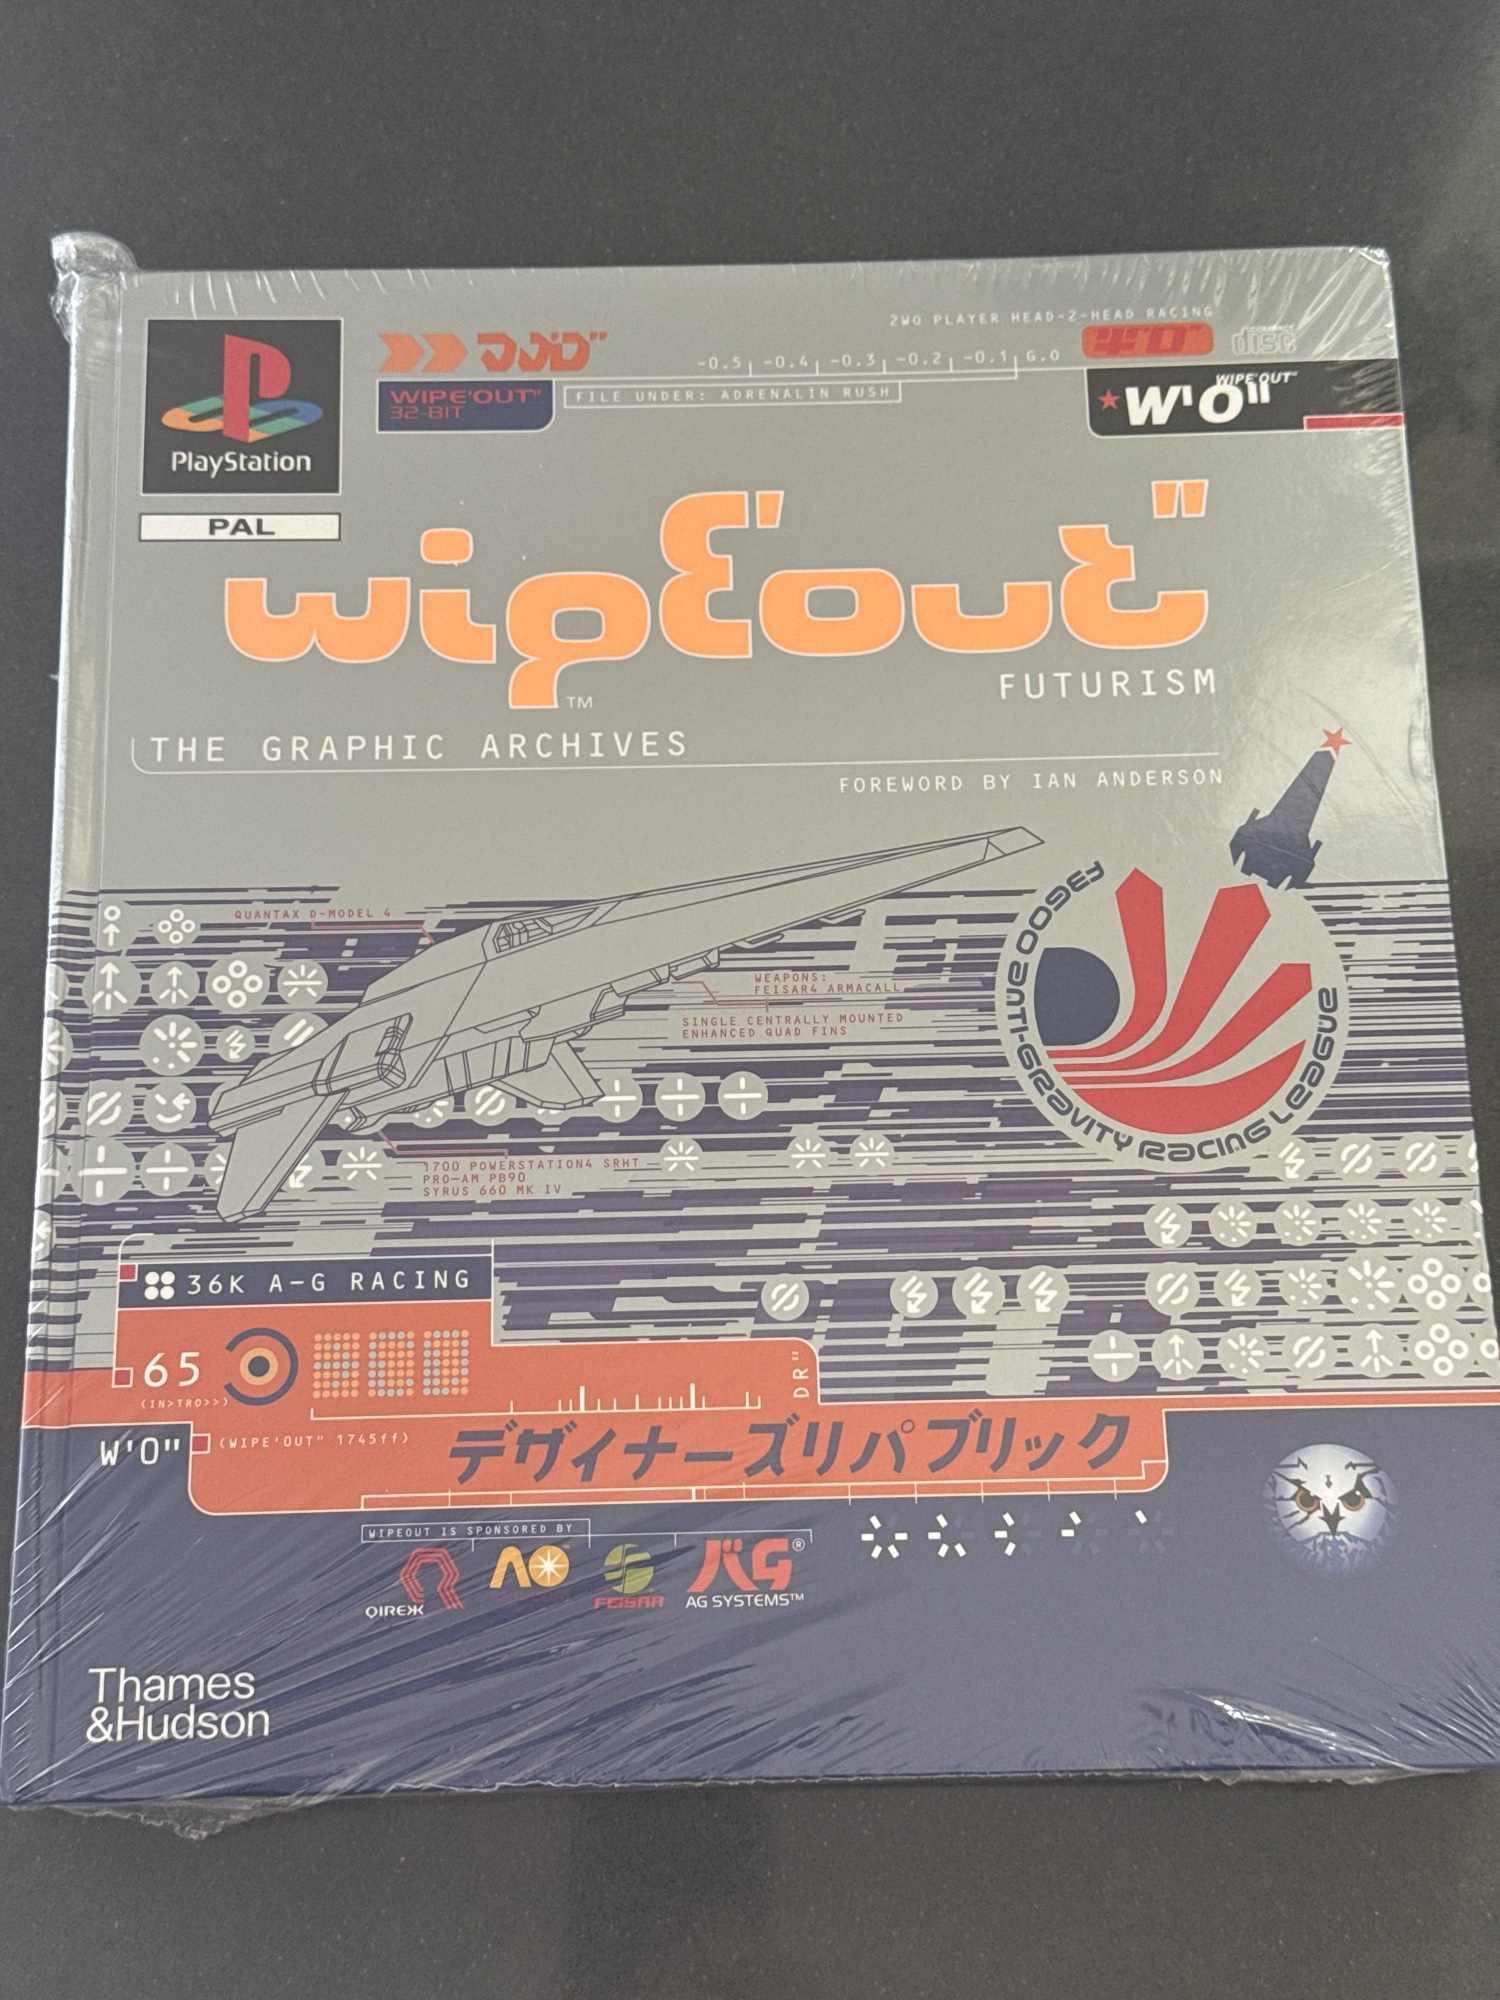 2WO PLAYER HEAD-2-HEAD RACING
-0.5 -0.4 -0.3 -0.2 -0.1 G.O
COMPACT
disc
PlayStation
PAL
WIPE'OUT"
32-BIT
FILE UNDER: ADRENALIN RUSH
WIPE'OUT"
W'O"
wipE'out"
TM
FUTURISM
THE GRAPHIC ARCHIVES
FOREWORD BY IAN ANDERSON
QUANTAX D-MODEL 4
WEAPONS:
FEISAR4 ARMACALL
SINGLE CENTRALLY MOUNTED
ENHANCED QUAD FINS
F3600 ANTI-GRAVITY RACING LEAGUE
1700 POWERSTATION4 SRHT
PRO-AM PB90
SYRUS 660 MK IV
36K A-G RACING
65
(IN>TRO>>)
DR"
W'O"
(WIPE'OUT" 1745ff)
デザイナーズリパブリック
WIPEOUT IS SPONSORED BY
QIREX
FEISAR
AG SYSTEMS™
®
Thames
&Hudson